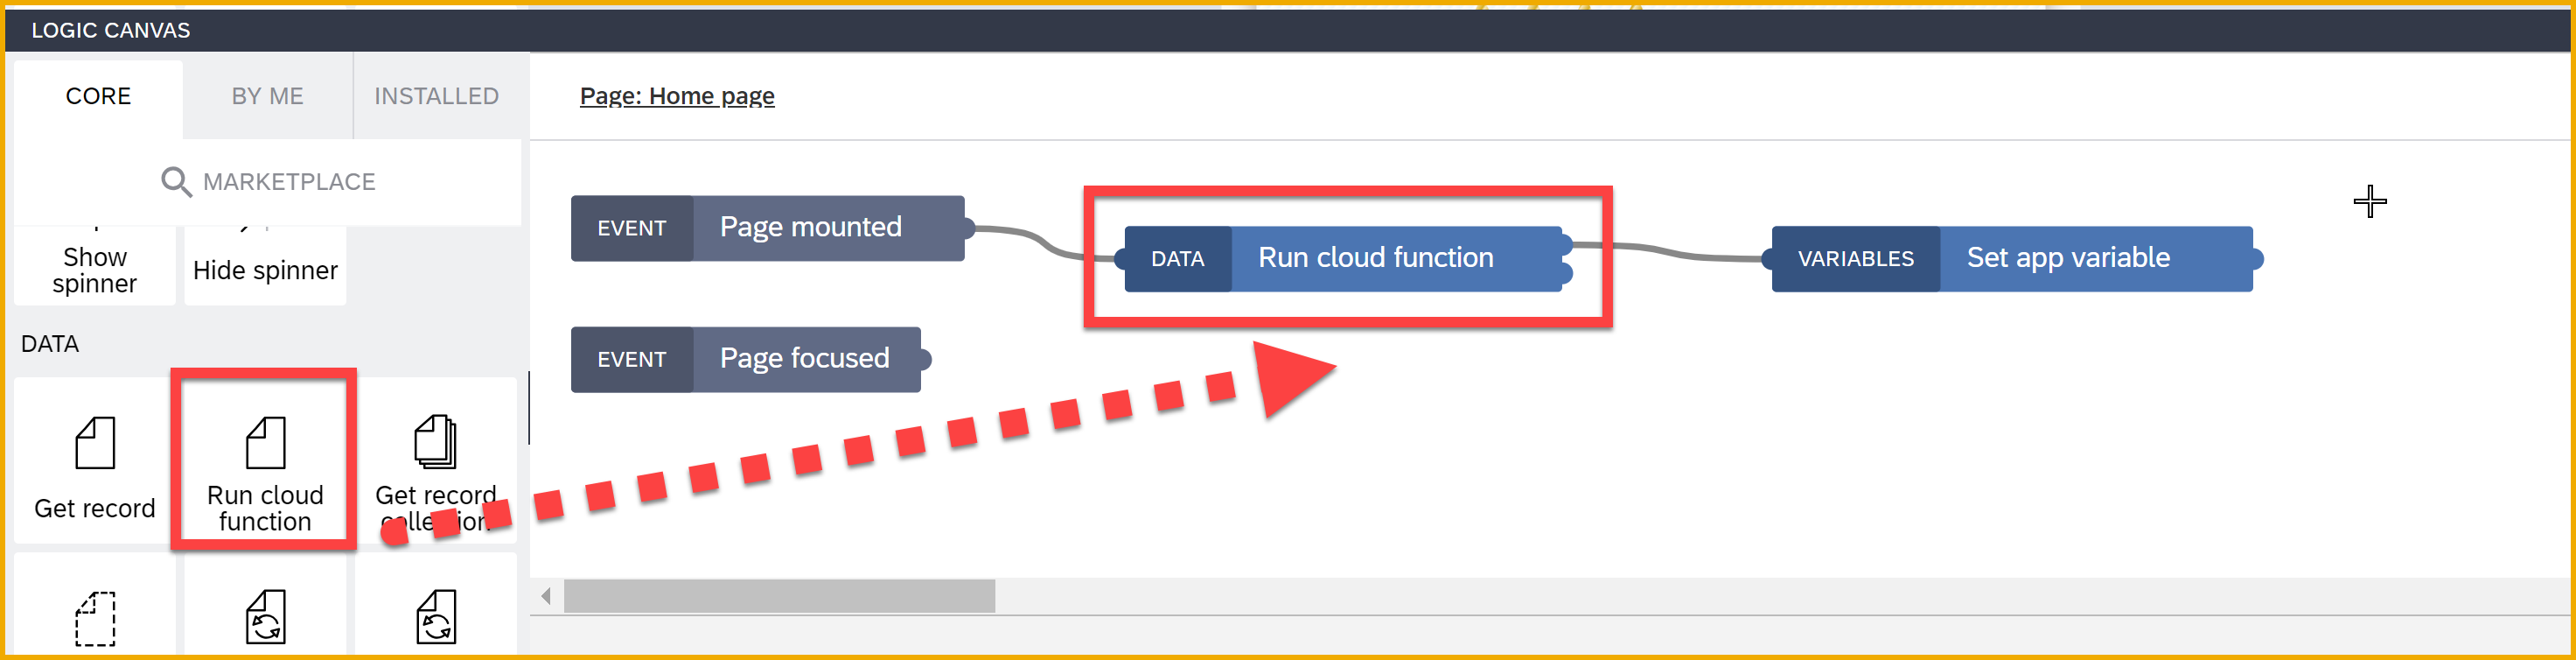 LOGIC CANVAS
CORE
BY ME
INSTALLED
Page: Home page
MARKETPLACE
Show
spinner
Hide spinner
DATA
Get record
Run cloud
function
Get record
collection
EVENT
Page mounted
DATA
Run cloud function
VARIABLES
Set app variable
EVENT
Page focused